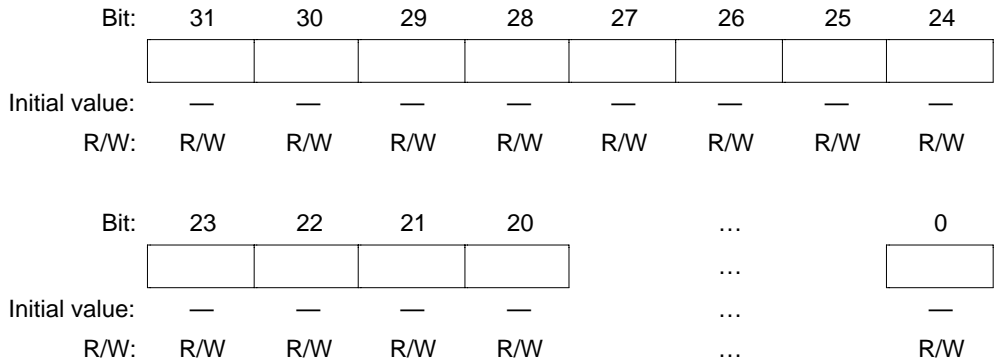 Bit: 31 30 29 28 27 26 25 24
Initial value: — — — — — — — —
R/W: R/W R/W R/W R/W R/W R/W R/W R/W
Bit: 23 22 21 20 … 0
…
Initial value: — — — — … —
R/W: R/W R/W R/W R/W … R/W